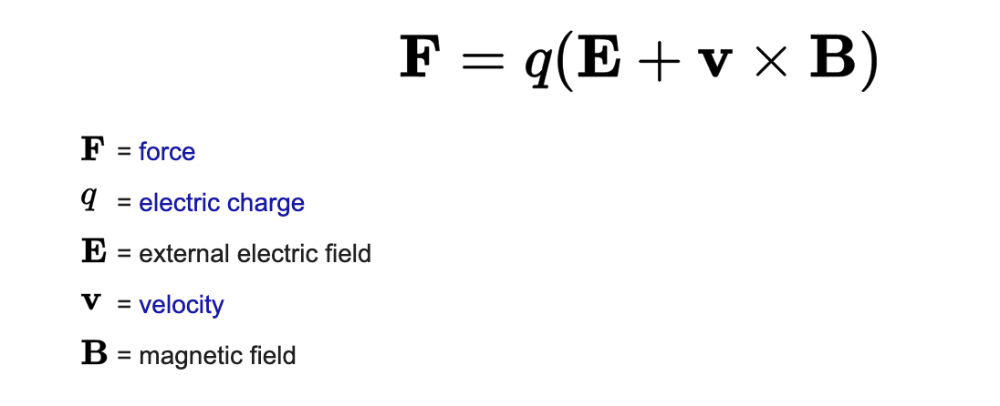 F = q(E + v × B)
F = force
q = electric charge
E = external electric field
v = velocity
B = magnetic field